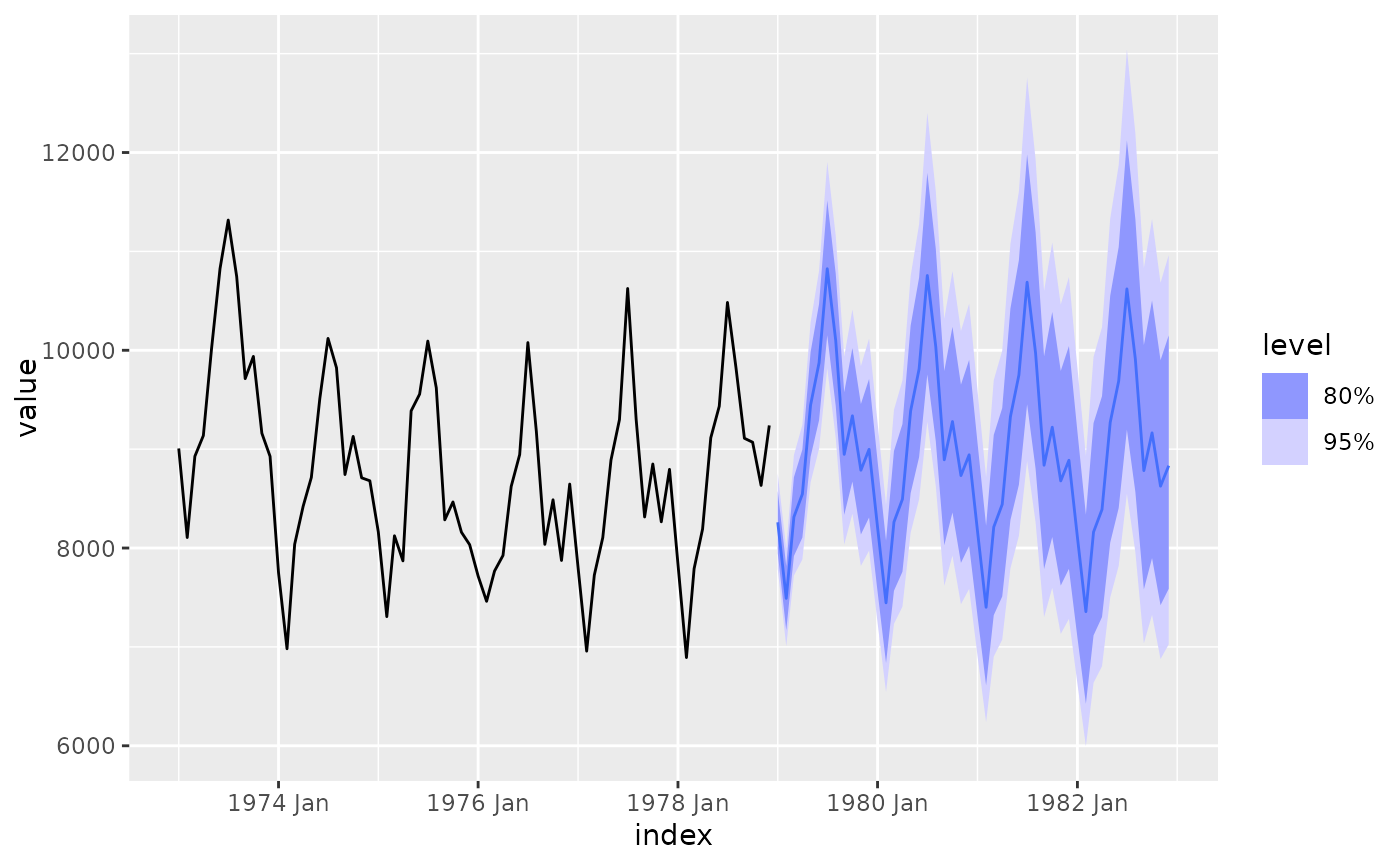 12000
10000
8000
6000
value
1974 Jan
1976 Jan
1978 Jan
1980 Jan
1982 Jan
index
level
80%
95%